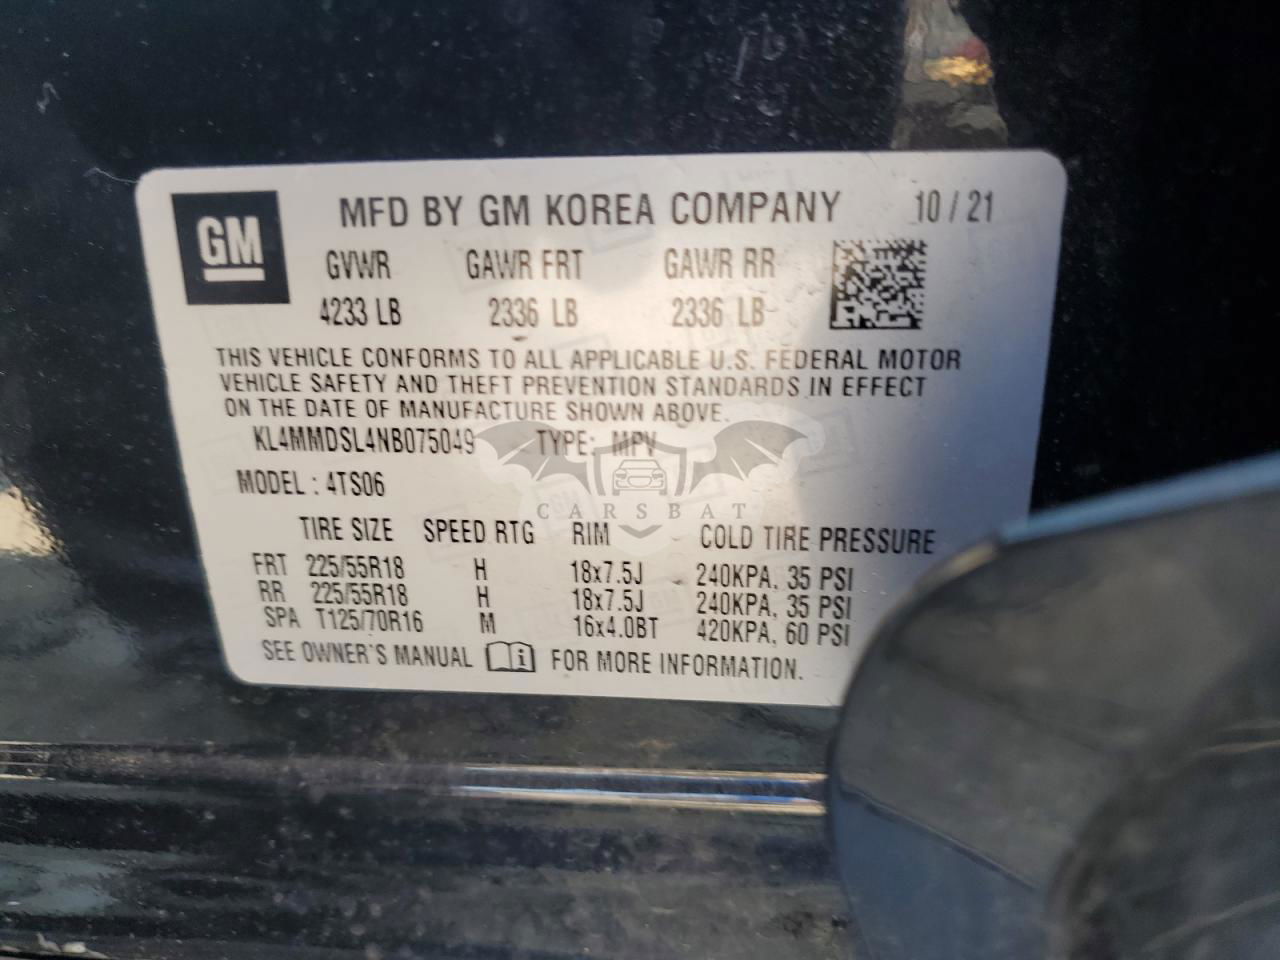 GM MFD BY GM KOREA COMPANY 10 / 21
GVWR GAWR FRT GAWR RR
4233 LB 2336 LB 2336 LB
THIS VEHICLE CONFORMS TO ALL APPLICABLE U.S. FEDERAL MOTOR
VEHICLE SAFETY AND THEFT PREVENTION STANDARDS IN EFFECT
ON THE DATE OF MANUFACTURE SHOWN ABOVE.
KL4MMDSL4NB075049 TYPE: MPV
MODEL : 4TS06
CARSBAT
TIRE SIZE SPEED RTG RIM COLD TIRE PRESSURE
FRT 225/55R18 H 18x7.5J 240KPA, 35 PSI
RR 225/55R18 H 18x7.5J 240KPA, 35 PSI
SPA T125/70R16 M 16x4.0BT 420KPA, 60 PSI
SEE OWNER'S MANUAL i FOR MORE INFORMATION.